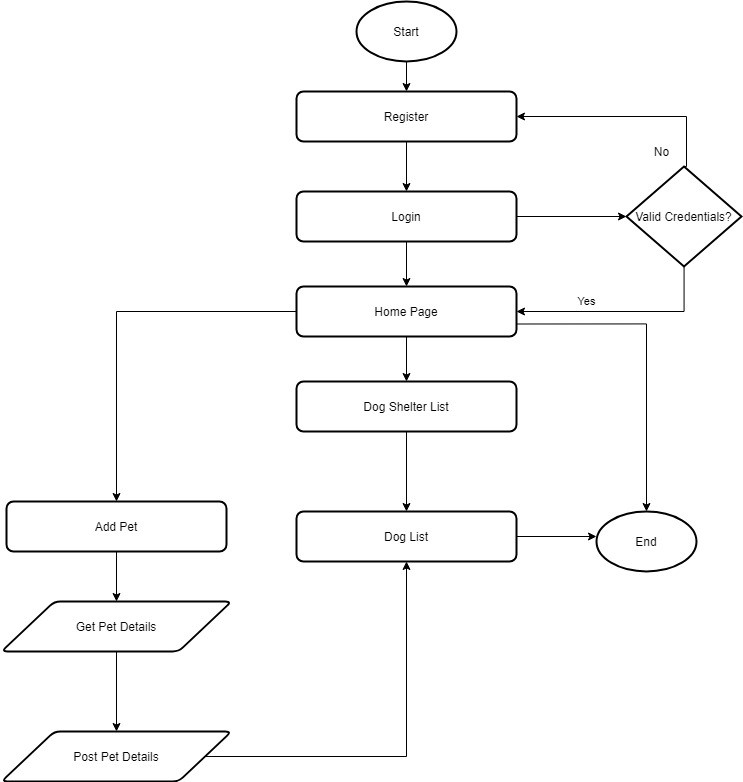 Start
Register
No
Login
Valid Credentials?
Yes
Home Page
Dog Shelter List
Add Pet
Dog List
End
Get Pet Details
Post Pet Details